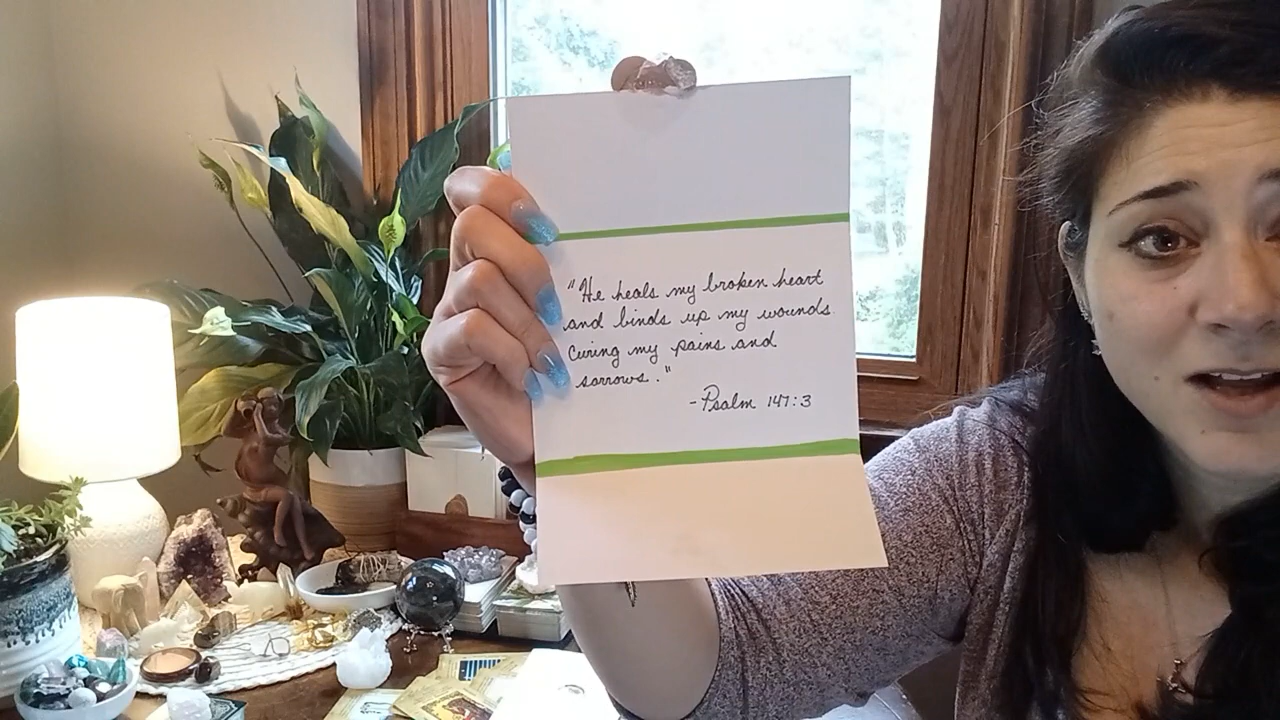 "He heals my broken heart
and binds up my wounds.
Curing my pains and
sorrows."
-Psalm 147:3